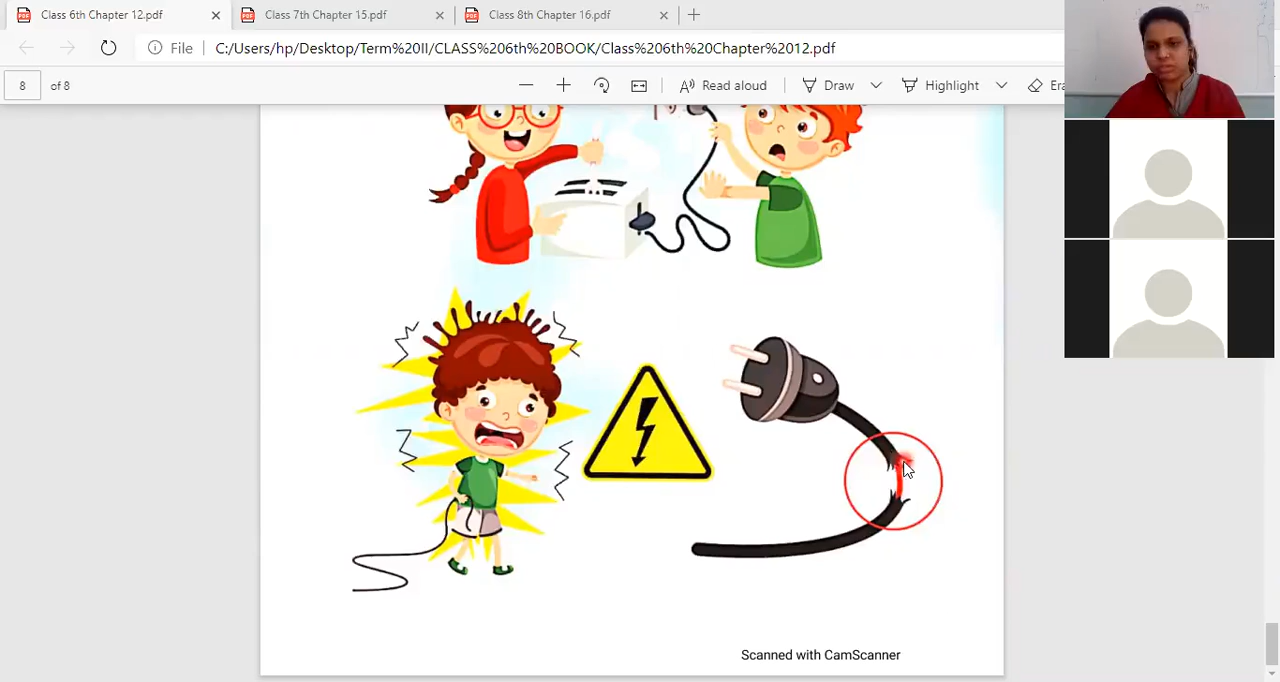 Class 6th Chapter 12.pdf
Class 7th Chapter 15.pdf
Class 8th Chapter 16.pdf
File
C:/Users/hp/Desktop/Term%20II/CLASS%206th%20BOOK/Class%206th%20Chapter%2012.pdf
8 of 8
Read aloud
Draw
Highlight
Era
Scanned with CamScanner